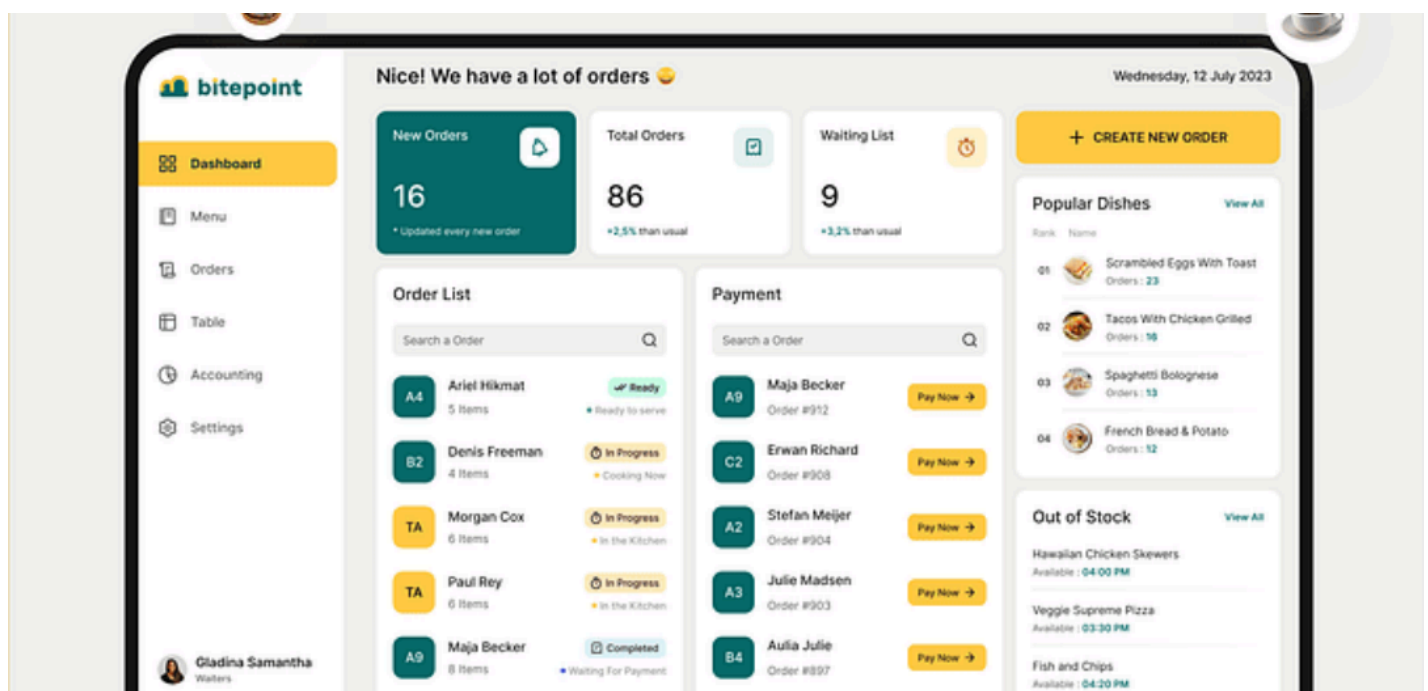 bitepoint
Dashboard
Menu
Orders
Table
Accounting
Settings
Gladina Samantha
Waiters
Nice! We have a lot of orders
Wednesday, 12 July 2023
New Orders
16
* Updated every new order
Total Orders
86
+2,5% than usual
Waiting List
9
+3,2% than usual
Order List
Search a Order
A4
Ariel Hikmat
5 Items
Ready
Ready to serve
B2
Denis Freeman
4 Items
In Progress
Cooking Now
TA
Morgan Cox
6 Items
In Progress
In the Kitchen
TA
Paul Rey
6 Items
In Progress
In the Kitchen
A9
Maja Becker
8 Items
Completed
Waiting For Payment
Payment
Search a Order
A9
Maja Becker
Order #912
Pay Now →
C2
Erwan Richard
Order #908
Pay Now →
A2
Stefan Meijer
Order #904
Pay Now →
A3
Julie Madsen
Order #903
Pay Now →
B4
Aulia Julie
Order #897
Pay Now →
+ CREATE NEW ORDER
Popular Dishes
View All
Rank Name
01
Scrambled Eggs With Toast
Orders : 23
02
Tacos With Chicken Grilled
Orders : 16
03
Spaghetti Bolognese
Orders : 13
04
French Bread & Potato
Orders : 12
Out of Stock
View All
Hawaiian Chicken Skewers
Available : 04:00 PM
Veggie Supreme Pizza
Available : 03:30 PM
Fish and Chips
Available : 04:20 PM